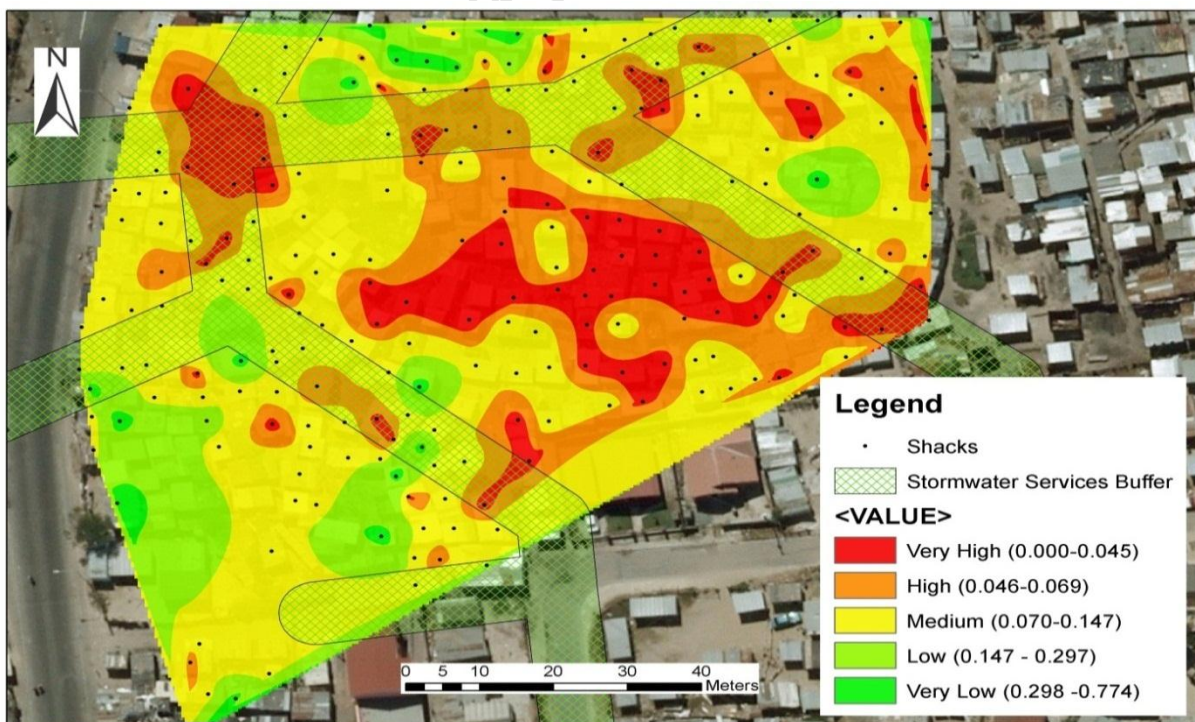 N
Legend
Shacks
Stormwater Services Buffer
<VALUE>
Very High (0.000-0.045)
High (0.046-0.069)
Medium (0.070-0.147)
Low (0.147 - 0.297)
Very Low (0.298 -0.774)
0 5 10 20 30 40
Meters